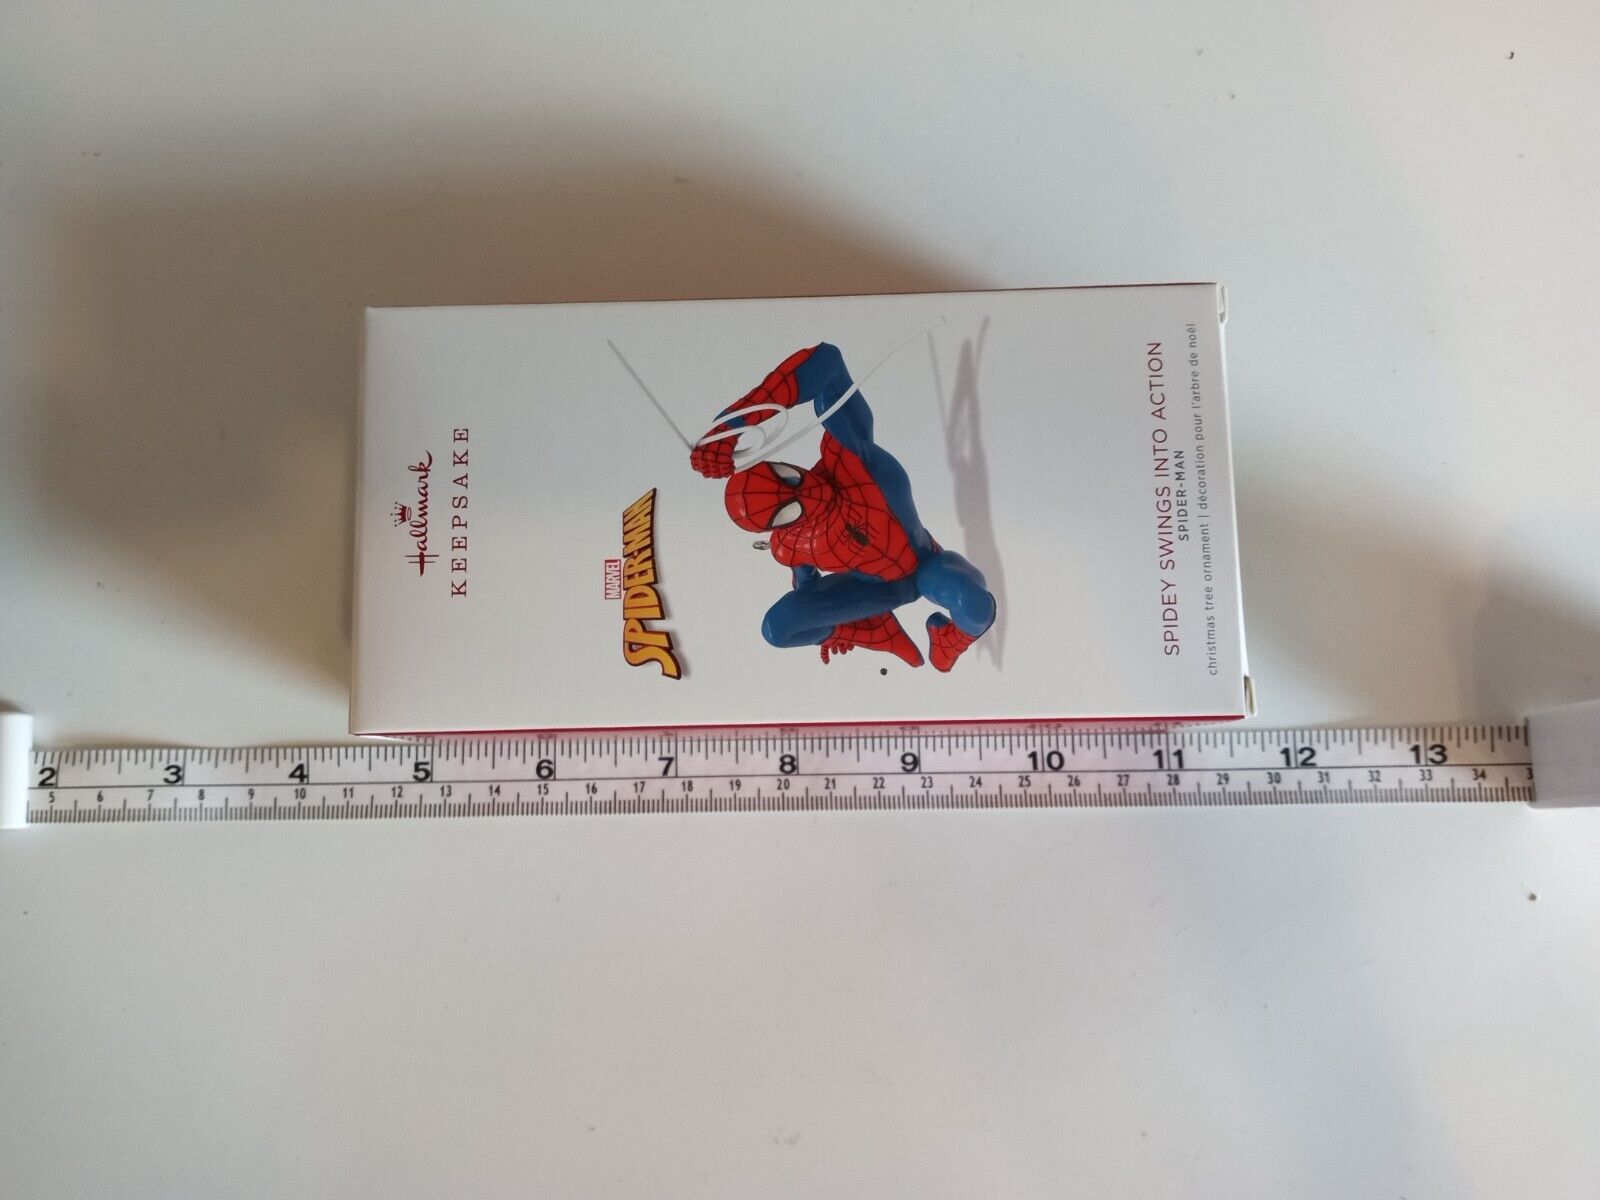 Hallmark
KEEPSAKE
MARVEL
SPIDER-MAN
SPIDEY SWINGS INTO ACTION
SPIDER-MAN
christmas tree ornament | décoration pour l'arbre de noël
2 3 4 5 6 7 8 9 10 11 12 13
5 6 7 8 9 10 11 12 13 14 15 16 17 18 19 20 21 22 23 24 25 26 27 28 29 30 31 32 33 34